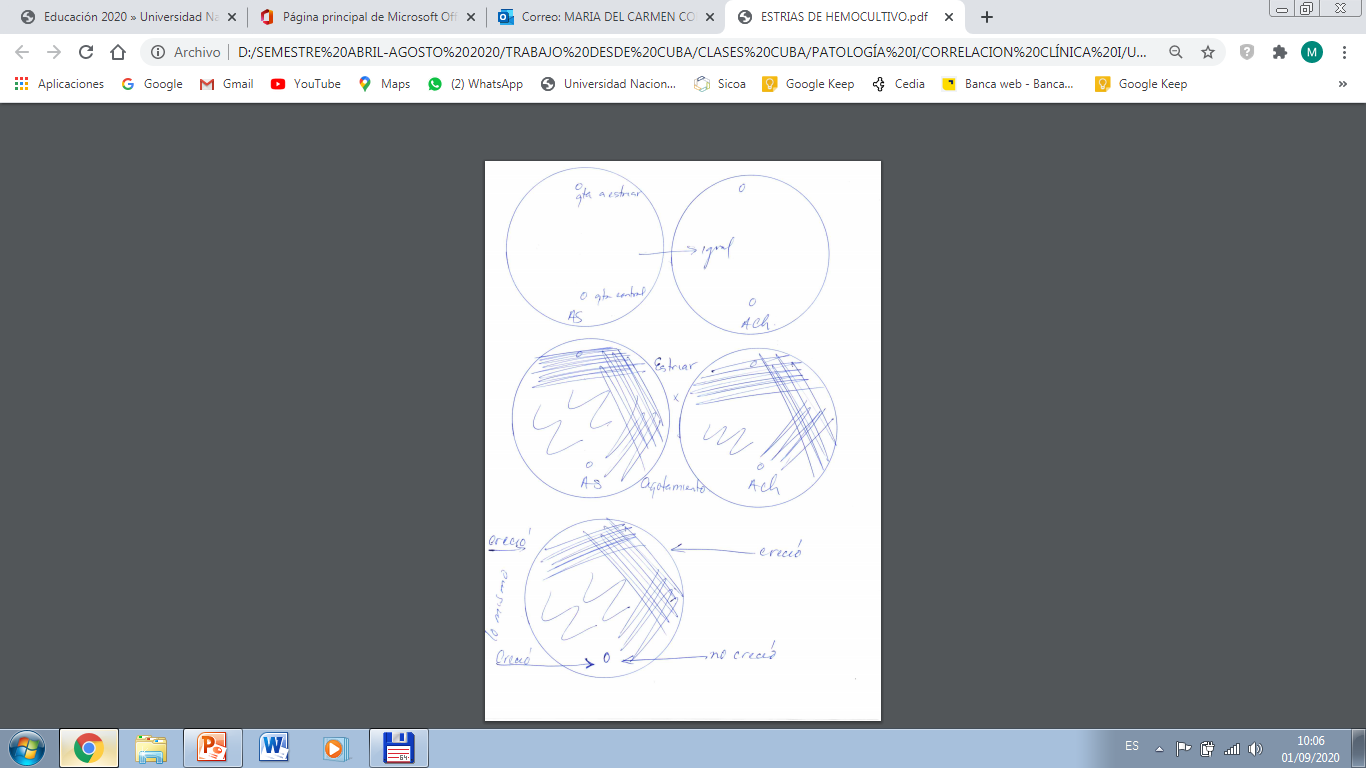 Educación 2020 » Universidad Na
Página principal de Microsoft Off
Correo: MARIA DEL CARMEN CO
ESTRIAS DE HEMOCULTIVO.pdf
Archivo | D:/SEMESTRE%20ABRIL-AGOSTO%202020/TRABAJO%20DESDE%20CUBA/CLASES%20CUBA/PATOLOGÍA%20I/CORRELACION%20CLÍNICA%20I/U...
M
Aplicaciones
Google
Gmail
YouTube
Maps
(2) WhatsApp
Universidad Nacion...
Sicoa
Google Keep
Cedia
Banca web - Banca...
Google Keep
»
gta a estriar
igual
gta control
AS
ACh
Estriar
x
AS
Agotamiento
ACh
creció
creció
lo mismo
creció
no creció
ES
10:06
01/09/2020